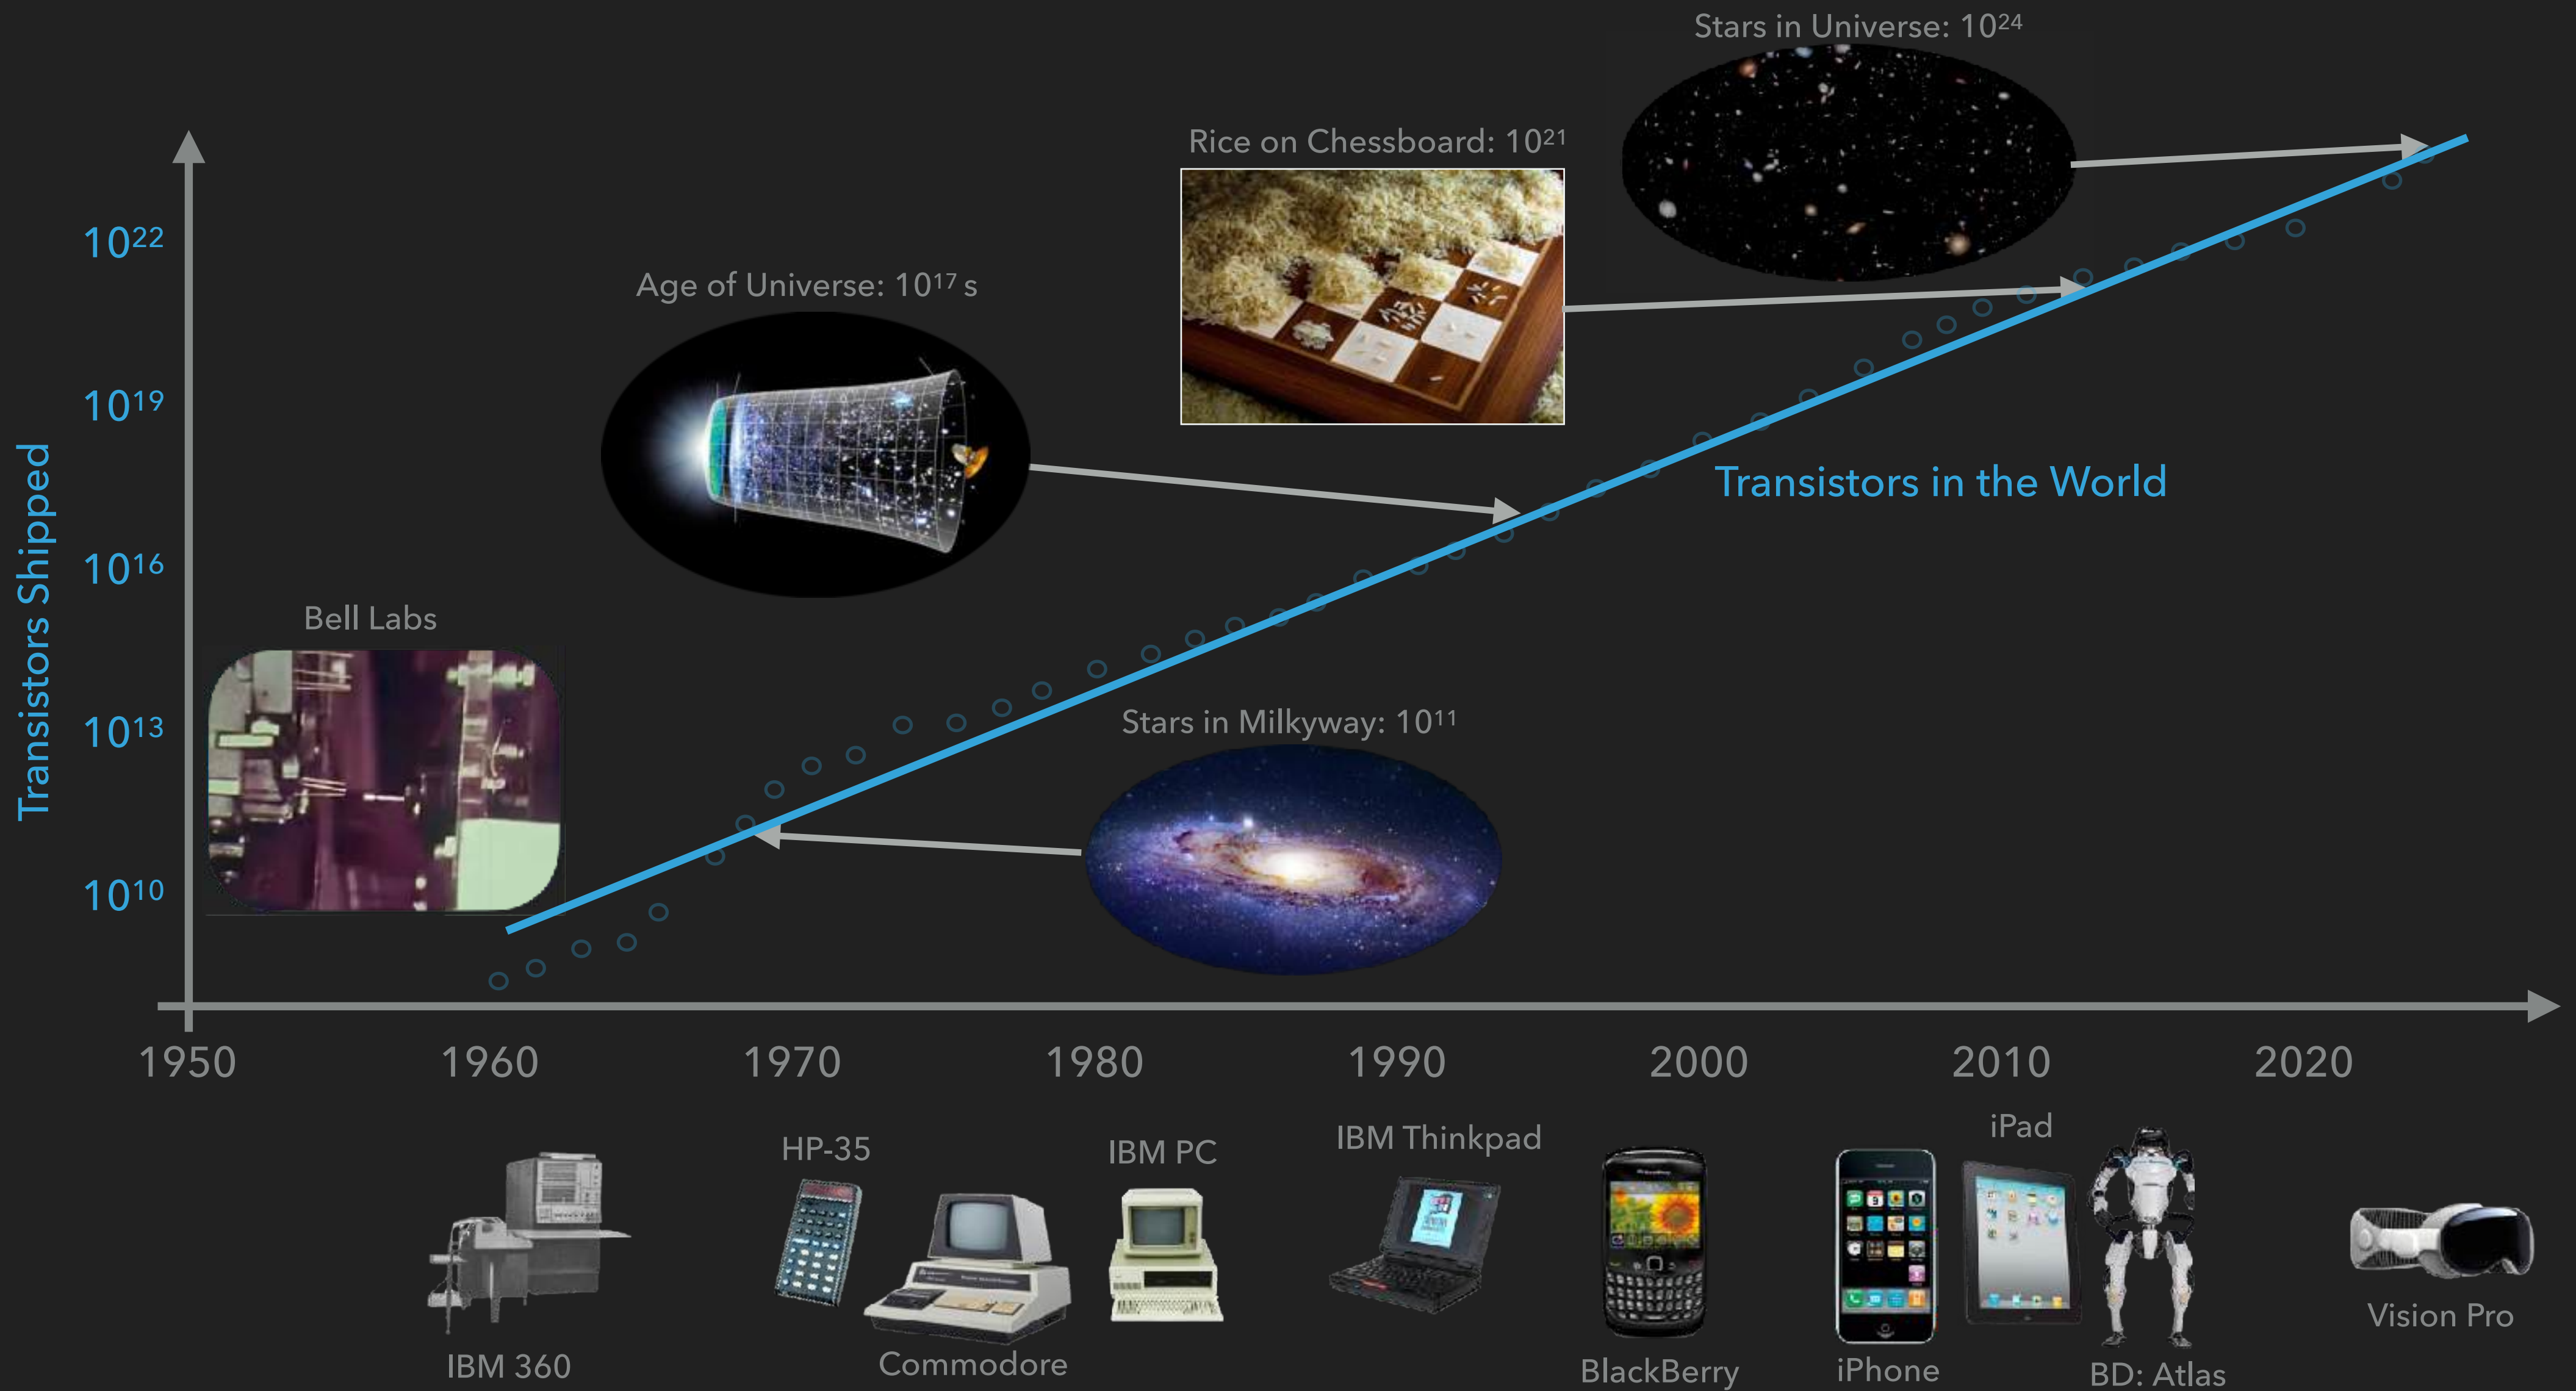 Stars in Universe: 10²⁴
Rice on Chessboard: 10²¹
Age of Universe: 10¹⁷ s
Transistors in the World
Bell Labs
Stars in Milkyway: 10¹¹
Transistors Shipped
10²²
10¹⁹
10¹⁶
10¹³
10¹⁰
1950 1960 1970 1980 1990 2000 2010 2020
IBM 360
HP-35
Commodore
IBM PC
IBM Thinkpad
BlackBerry
iPhone
iPad
BD: Atlas
Vision Pro